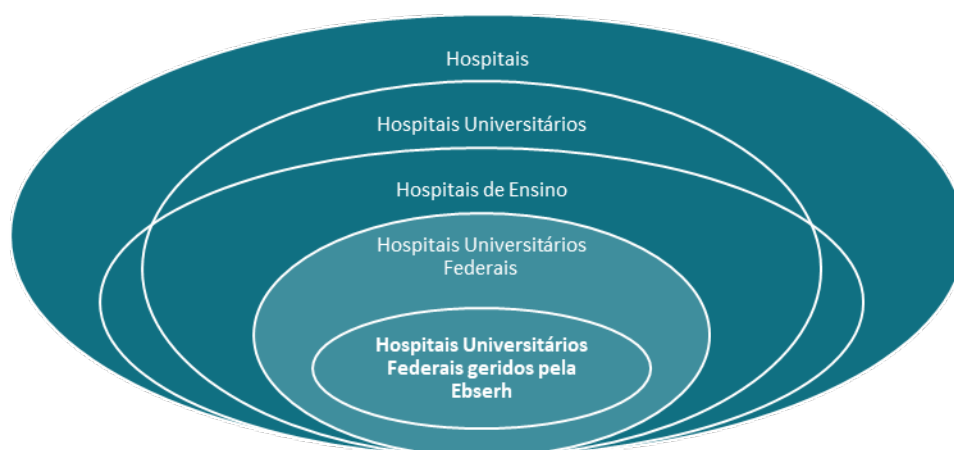 Hospitais
Hospitais Universitários
Hospitais de Ensino
Hospitais Universitários
Federais
Hospitais Universitários
Federais geridos pela
Ebserh